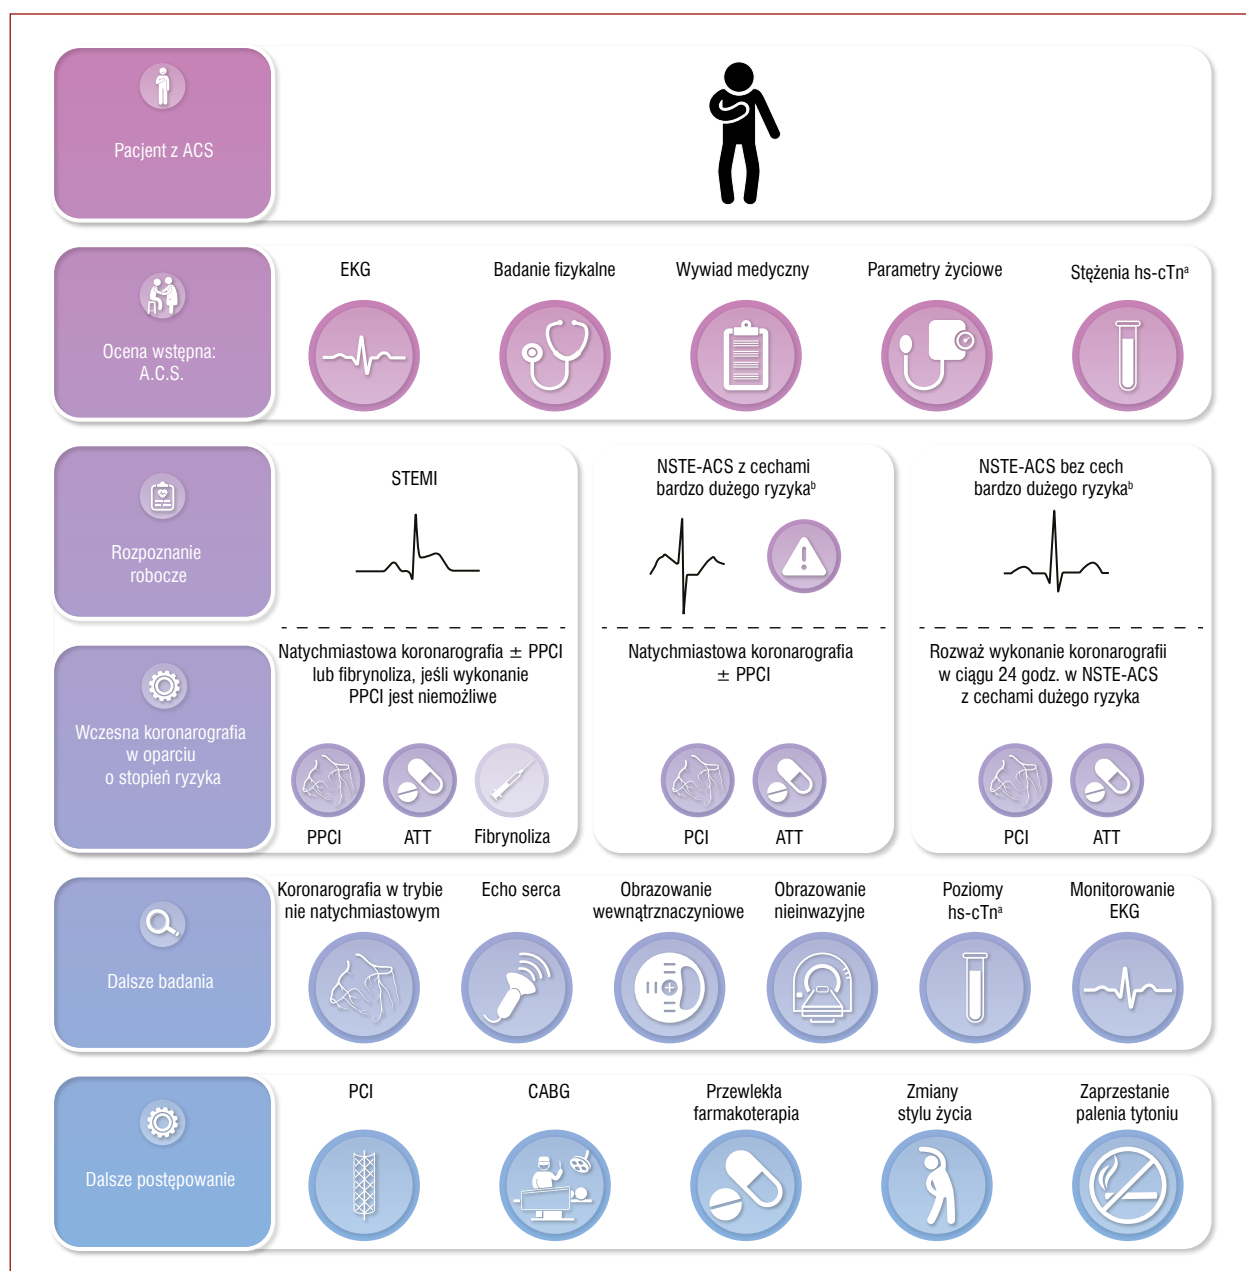 Pacjent z ACS
Ocena wstępna:
A.C.S.
EKG
Badanie fizykalne
Wywiad medyczny
Parametry życiowe
Stężenia hs-cTnᵃ
Rozpoznanie
robocze
STEMI
NSTE-ACS z cechami
bardzo dużego ryzykaᵇ
NSTE-ACS bez cech
bardzo dużego ryzykaᵇ
Wczesna koronarografia
w oparciu
o stopień ryzyka
Natychmiastowa koronarografia ± PPCI
lub fibrynoliza, jeśli wykonanie
PPCI jest niemożliwe
PPCI
ATT
Fibrynoliza
Natychmiastowa koronarografia
± PPCI
PCI
ATT
Rozważ wykonanie koronarografii
w ciągu 24 godz. w NSTE-ACS
z cechami dużego ryzyka
PCI
ATT
Dalsze badania
Koronarografia w trybie
nie natychmiastowym
Echo serca
Obrazowanie
wewnątrznaczyniowe
Obrazowanie
nieinwazyjne
Poziomy
hs-cTnᵃ
Monitorowanie
EKG
Dalsze postępowanie
PCI
CABG
Przewlekła
farmakoterapia
Zmiany
stylu życia
Zaprzestanie
palenia tytoniu